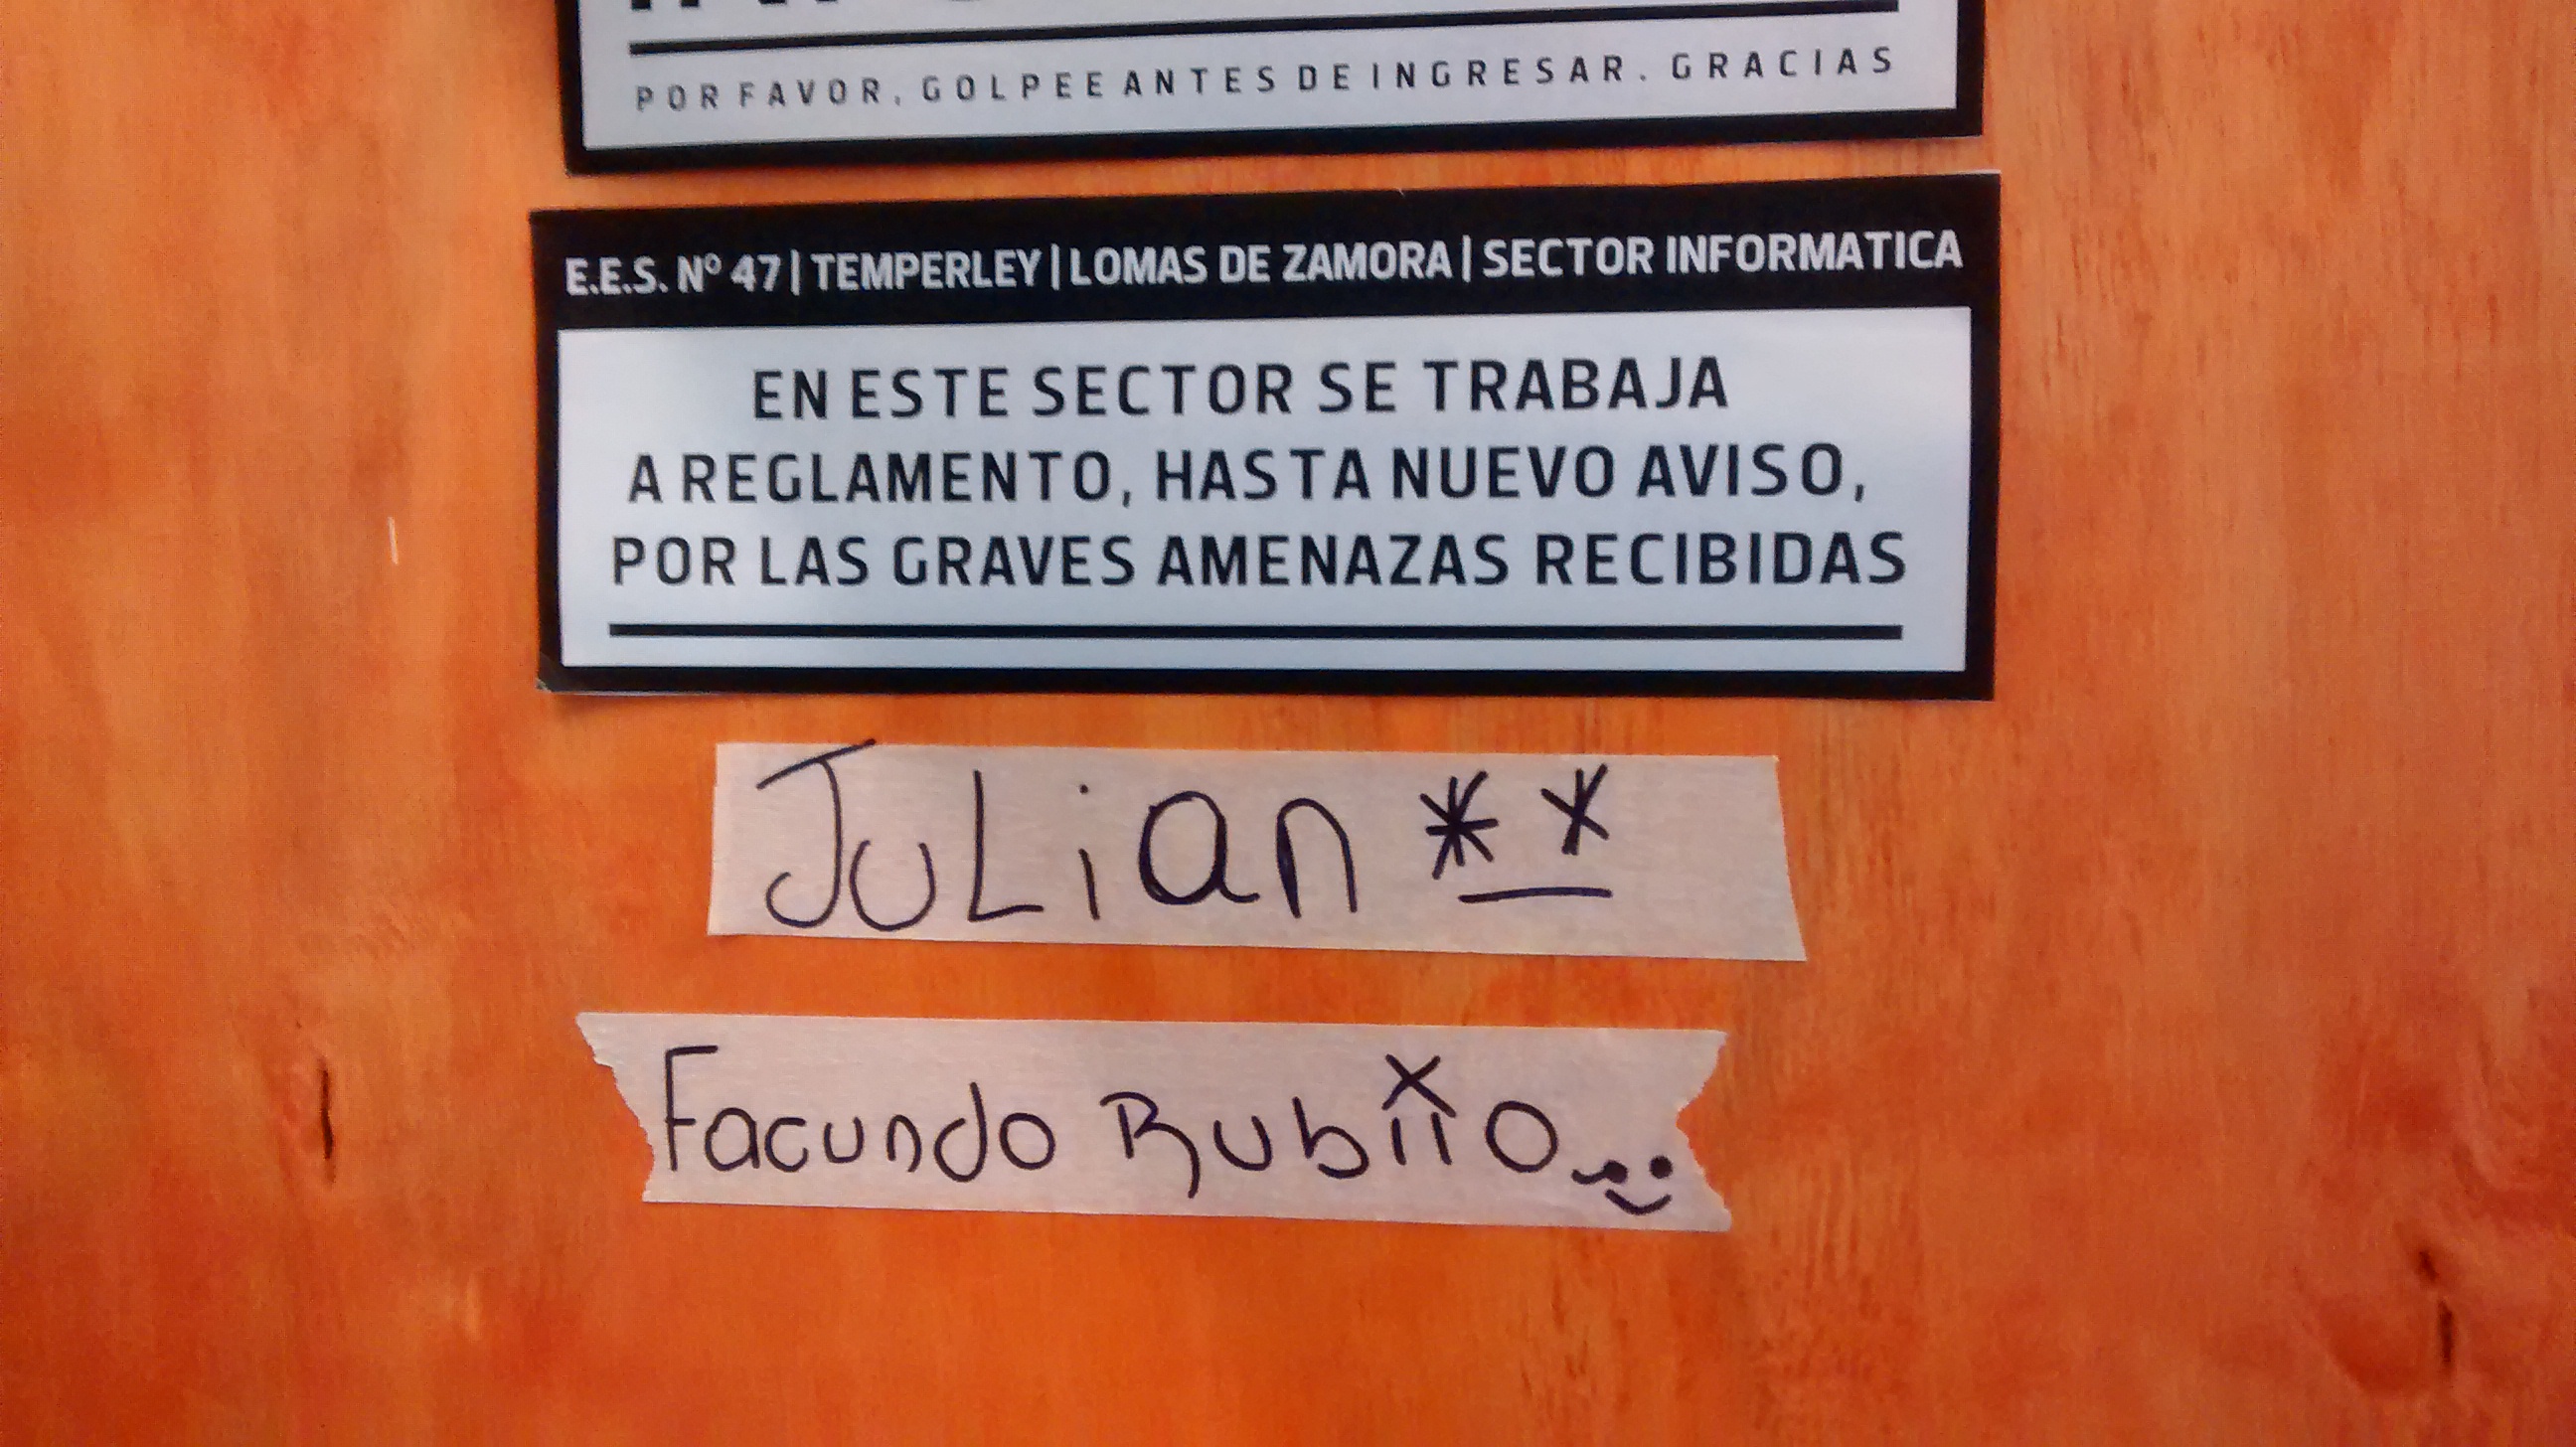 POR FAVOR, GOLPEE ANTES DE INGRESAR. GRACIAS
E.E.S. Nº 47 | TEMPERLEY | LOMAS DE ZAMORA | SECTOR INFORMATICA
EN ESTE SECTOR SE TRABAJA
A REGLAMENTO, HASTA NUEVO AVISO,
POR LAS GRAVES AMENAZAS RECIBIDAS
JuLian **
Facundo Rubiio